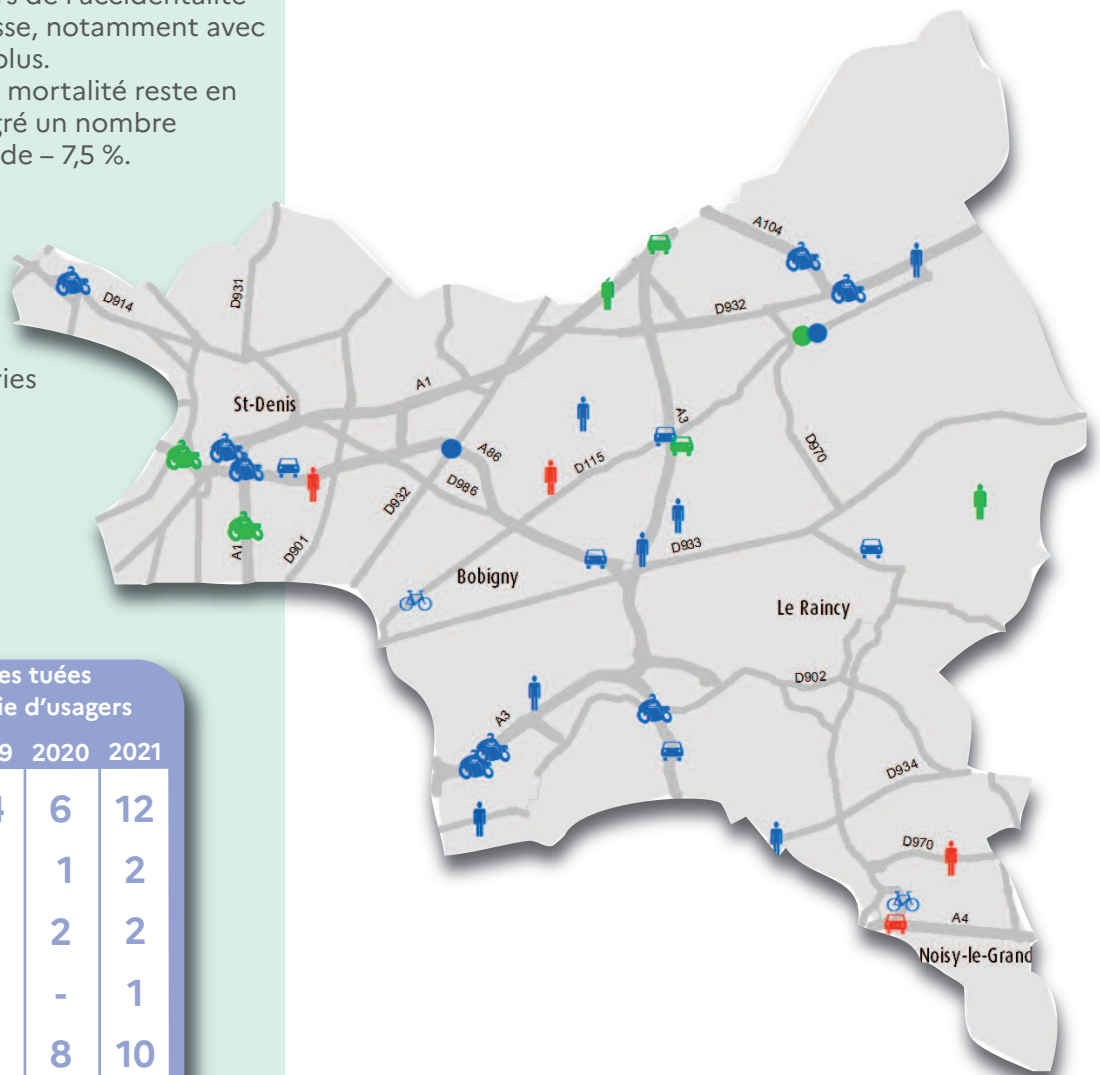 rs de l'accidentalité
sse, notamment avec
plus.
mortalité reste en
gré un nombre
de – 7,5 %.
ries
es tuées
ie d'usagers
9 2020 2021
4 6 12
1 2
2 2
- 1
8 10
A104
D914
D931
D932
A1
St-Denis
A3
A86
D115
D970
D986
D932
A1
D901
D933
Bobigny
Le Raincy
D902
A3
D934
D970
A4
Noisy-le-Grand